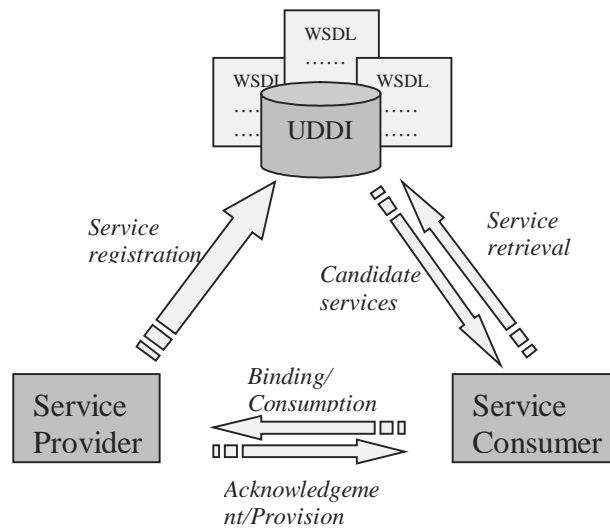 WSDL
……
WSDL
…..
…..
WSDL
…..
…..
UDDI
Service
registration
Service
retrieval
Candidate
services
Binding/
Consumption
Service
Provider
Service
Consumer
Acknowledgeme
nt/Provision